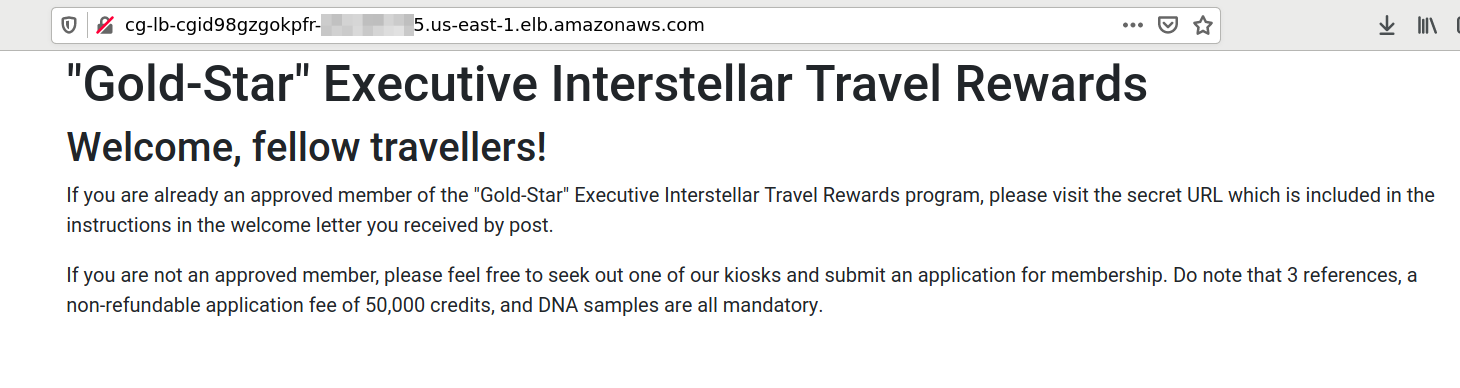 cg-lb-cgid98gzgokpfr-5.us-east-1.elb.amazonaws.com
"Gold-Star" Executive Interstellar Travel Rewards
Welcome, fellow travellers!
If you are already an approved member of the "Gold-Star" Executive Interstellar Travel Rewards program, please visit the secret URL which is included in the
instructions in the welcome letter you received by post.
If you are not an approved member, please feel free to seek out one of our kiosks and submit an application for membership. Do note that 3 references, a
non-refundable application fee of 50,000 credits, and DNA samples are all mandatory.